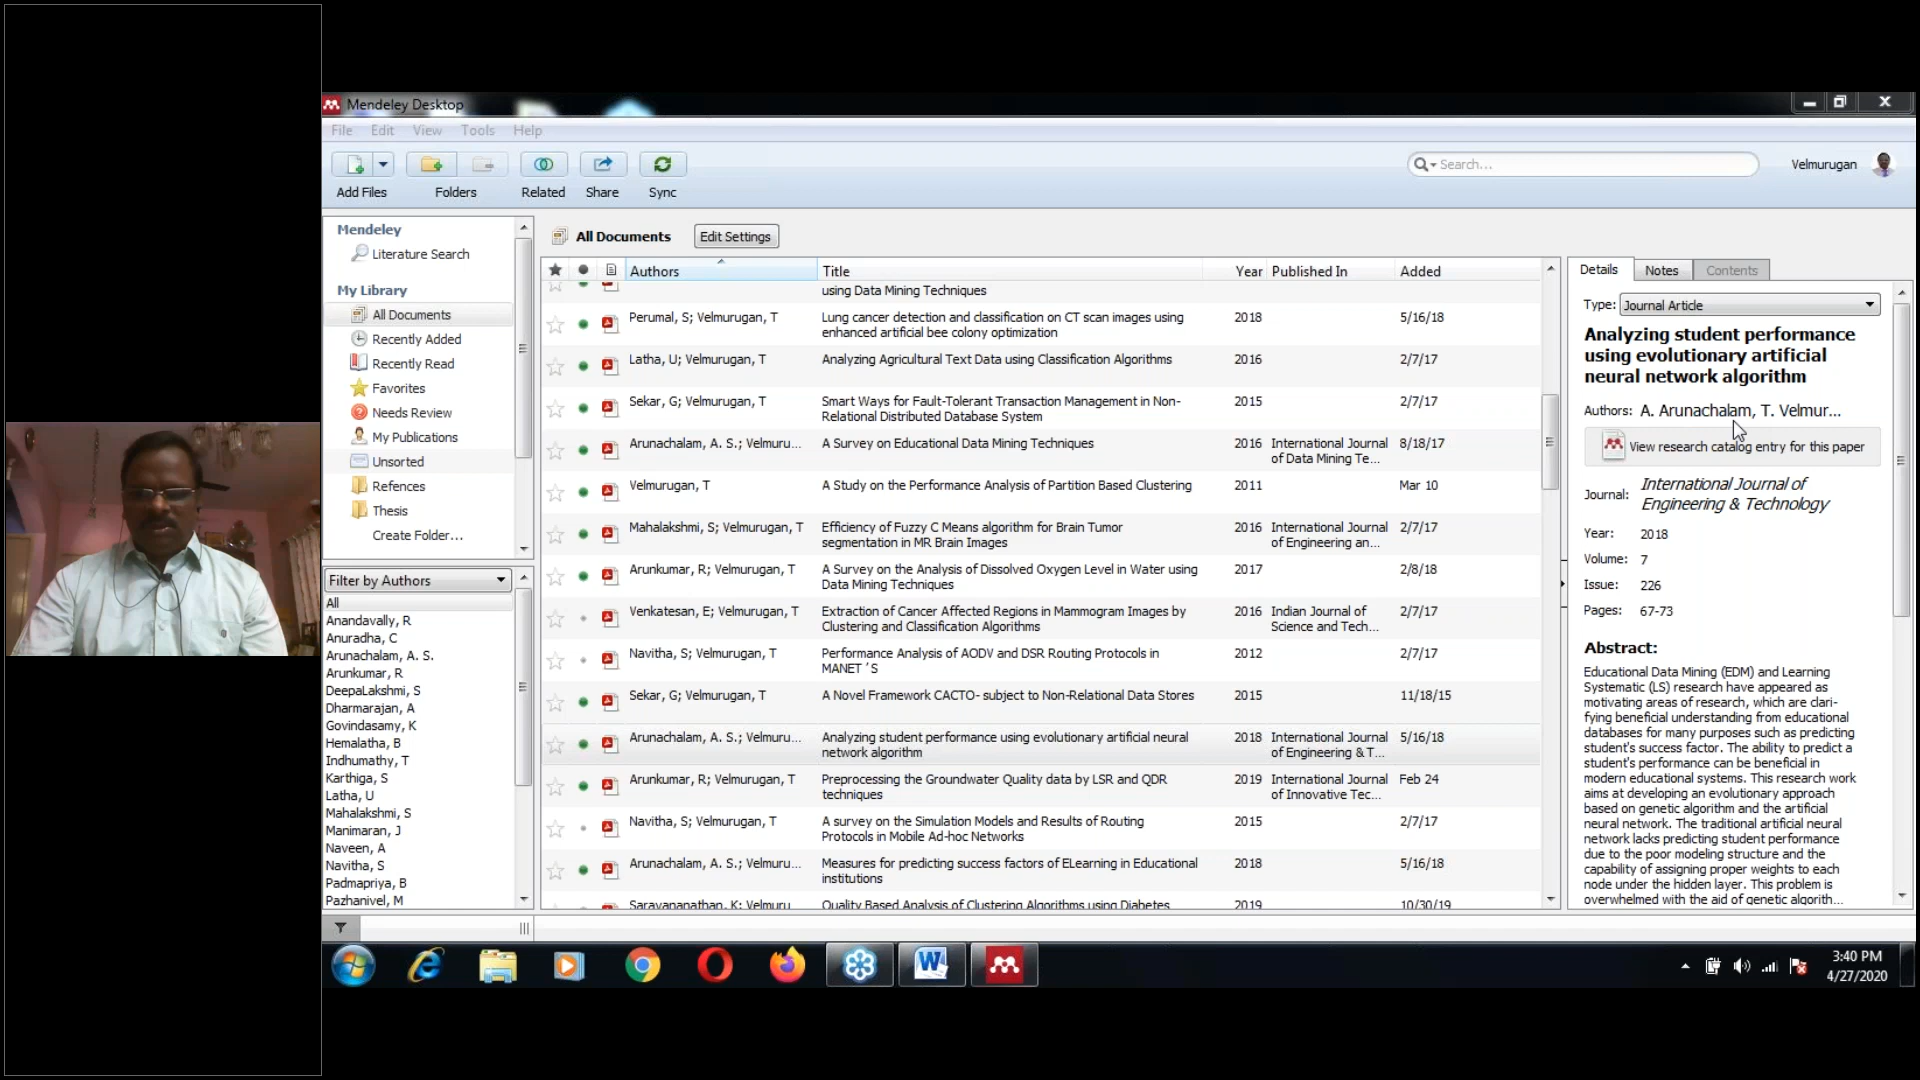 Mendeley Desktop
File Edit View Tools Help
Search... Velmurugan
Add Files Folders Related Share Sync
Mendeley
Literature Search
My Library
All Documents
Recently Added
Recently Read
Favorites
Needs Review
My Publications
Unsorted
Refences
Thesis
Create Folder...
Filter by Authors
All
Anandavally, R
Anuradha, C
Arunachalam, A. S.
Arunkumar, R
DeepaLakshmi, S
Dharmarajan, A
Govindasamy, K
Hemalatha, B
Indhumathy, T
Karthiga, S
Latha, U
Mahalakshmi, S
Manimaran, J
Naveen, A
Navitha, S
Padmapriya, B
Pazhanivel, M
All Documents Edit Settings
Authors Title Year Published In Added
using Data Mining Techniques
Perumal, S; Velmurugan, T Lung cancer detection and classification on CT scan images using 2018 5/16/18
enhanced artificial bee colony optimization
Latha, U; Velmurugan, T Analyzing Agricultural Text Data using Classification Algorithms 2016 2/7/17
Sekar, G; Velmurugan, T Smart Ways for Fault-Tolerant Transaction Management in Non- 2015 2/7/17
Relational Distributed Database System
Arunachalam, A. S.; Velmuru... A Survey on Educational Data Mining Techniques 2016 International Journal 8/18/17
of Data Mining Te...
Velmurugan, T A Study on the Performance Analysis of Partition Based Clustering 2011 Mar 10
Mahalakshmi, S; Velmurugan, T Efficiency of Fuzzy C Means algorithm for Brain Tumor 2016 International Journal 2/7/17
segmentation in MR Brain Images of Engineering an...
Arunkumar, R; Velmurugan, T A Survey on the Analysis of Dissolved Oxygen Level in Water using 2017 2/8/18
Data Mining Techniques
Venkatesan, E; Velmurugan, T Extraction of Cancer Affected Regions in Mammogram Images by 2016 Indian Journal of 2/7/17
Clustering and Classification Algorithms Science and Tech...
Navitha, S; Velmurugan, T Performance Analysis of AODV and DSR Routing Protocols in 2012 2/7/17
MANET ’S
Sekar, G; Velmurugan, T A Novel Framework CACTO- subject to Non-Relational Data Stores 2015 11/18/15
Arunachalam, A. S.; Velmuru... Analyzing student performance using evolutionary artificial neural 2018 International Journal 5/16/18
network algorithm of Engineering & T...
Arunkumar, R; Velmurugan, T Preprocessing the Groundwater Quality data by LSR and QDR 2019 International Journal Feb 24
techniques of Innovative Tec...
Navitha, S; Velmurugan, T A survey on the Simulation Models and Results of Routing 2015 2/7/17
Protocols in Mobile Ad-hoc Networks
Arunachalam, A. S.; Velmuru... Measures for predicting success factors of ELearning in Educational 2018 5/16/18
institutions
Saravananathan, K; Velmuru... Quality Based Analysis of Clustering Algorithms using Diabetes 2019 10/30/19
Details Notes Contents
Type: Journal Article
Analyzing student performance
using evolutionary artificial
neural network algorithm
Authors: A. Arunachalam, T. Velmur...
View research catalog entry for this paper
Journal: International Journal of
Engineering & Technology
Year: 2018
Volume: 7
Issue: 226
Pages: 67-73
Abstract:
Educational Data Mining (EDM) and Learning
Systematic (LS) research have appeared as
motivating areas of research, which are clari-
fying beneficial understanding from educational
databases for many purposes such as predicting
student's success factor. The ability to predict a
student's performance can be beneficial in
modern educational systems. This research work
aims at developing an evolutionary approach
based on genetic algorithm and the artificial
neural network. The traditional artificial neural
network lacks predicting student performance
due to the poor modeling structure and the
capability of assigning proper weights to each
node under the hidden layer. This problem is
overwhelmed with the aid of genetic algorith...
3:40 PM
4/27/2020